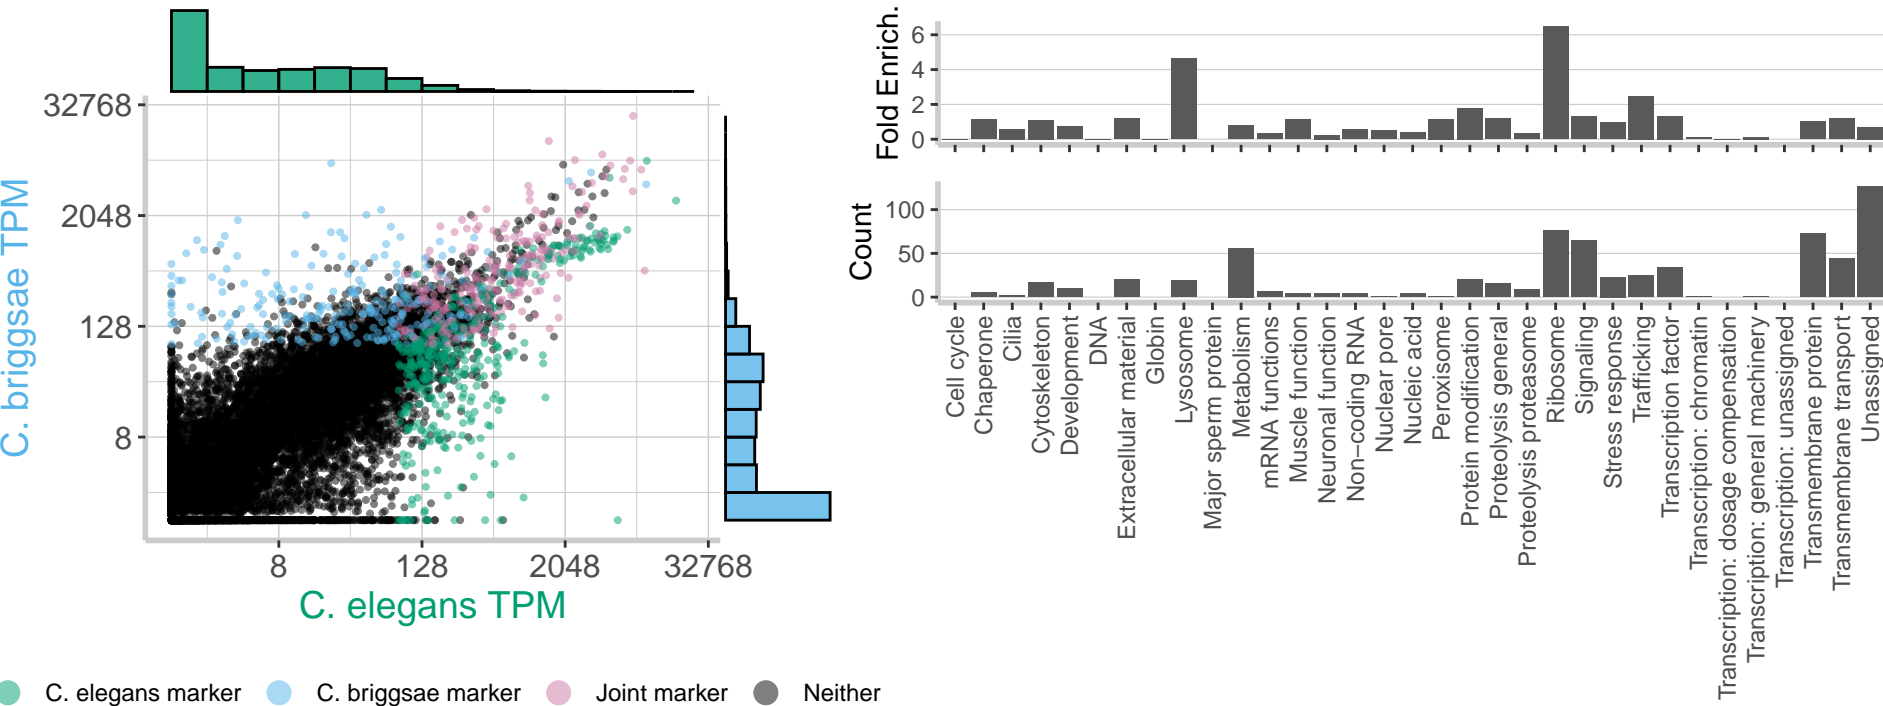 32768
2048
128
8
C. briggsae TPM
8
128
2048
32768
C. elegans TPM
C. elegans marker
C. briggsae marker
Joint marker
Neither
Fold Enrich.
6
4
2
0
Count
100
50
0
Cell cycle
Chaperone
Cilia
Cytoskeleton
Development
DNA
Extracellular material
Globin
Lysosome
Major sperm protein
Metabolism
mRNA functions
Muscle function
Neuronal function
Non−coding RNA
Nuclear pore
Nucleic acid
Peroxisome
Protein modification
Proteolysis general
Proteolysis proteasome
Ribosome
Signaling
Stress response
Trafficking
Transcription factor
Transcription: chromatin
Transcription: dosage compensation
Transcription: general machinery
Transcription: unassigned
Transmembrane protein
Transmembrane transport
Unassigned